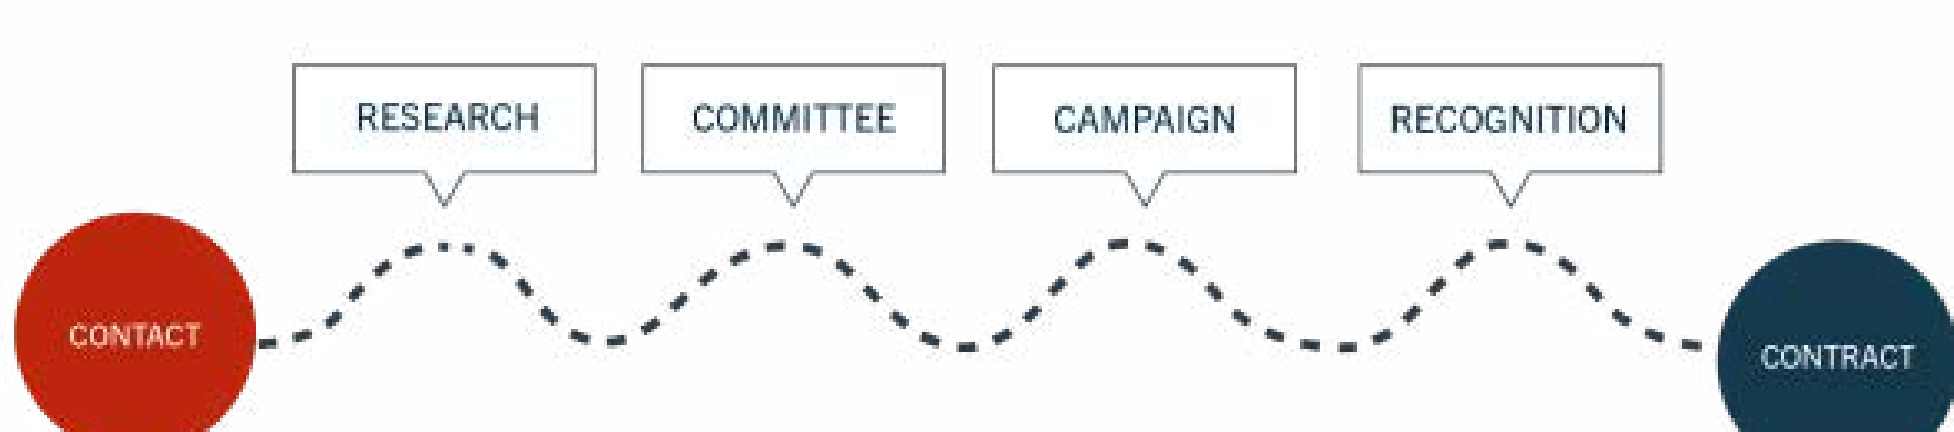 RESEARCH
COMMITTEE
CAMPAIGN
RECOGNITION
CONTACT
CONTRACT